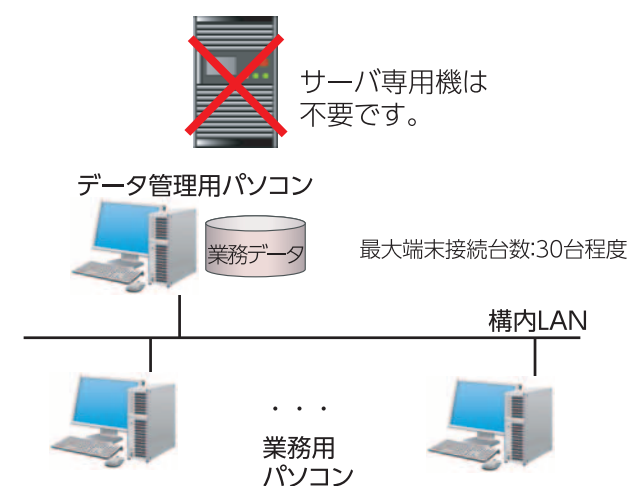 サーバ専用機は
不要です。
データ管理用パソコン
業務データ
最大端末接続台数:30台程度
構内LAN
・・・
業務用
パソコン